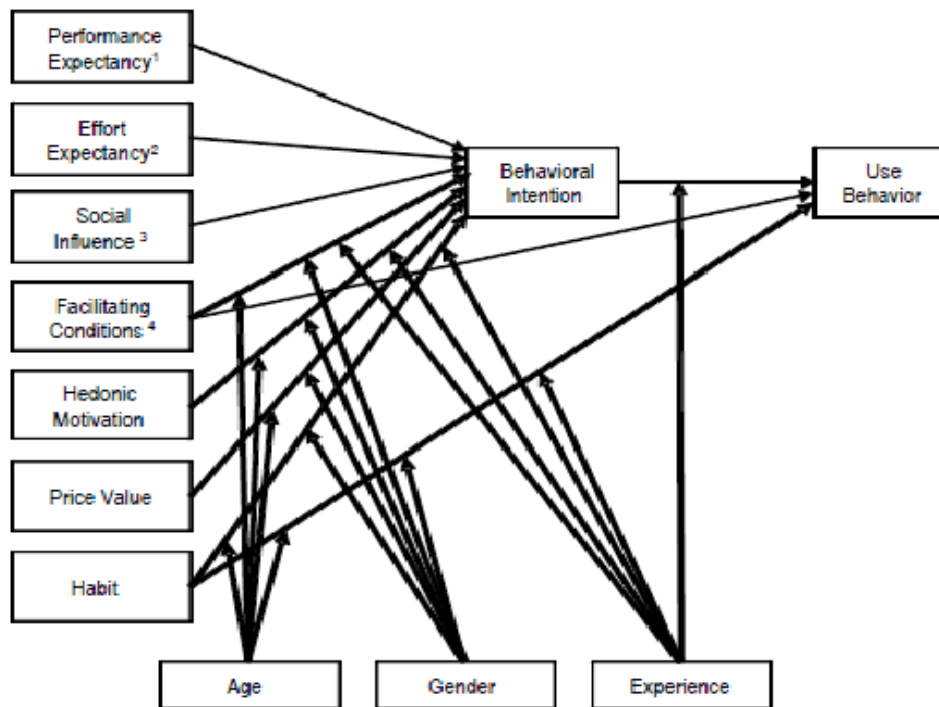 Performance
Expectancy¹
Effort
Expectancy²
Social
Influence ³
Facilitating
Conditions ⁴
Hedonic
Motivation
Price Value
Habit
Behavioral
Intention
Use
Behavior
Age
Gender
Experience